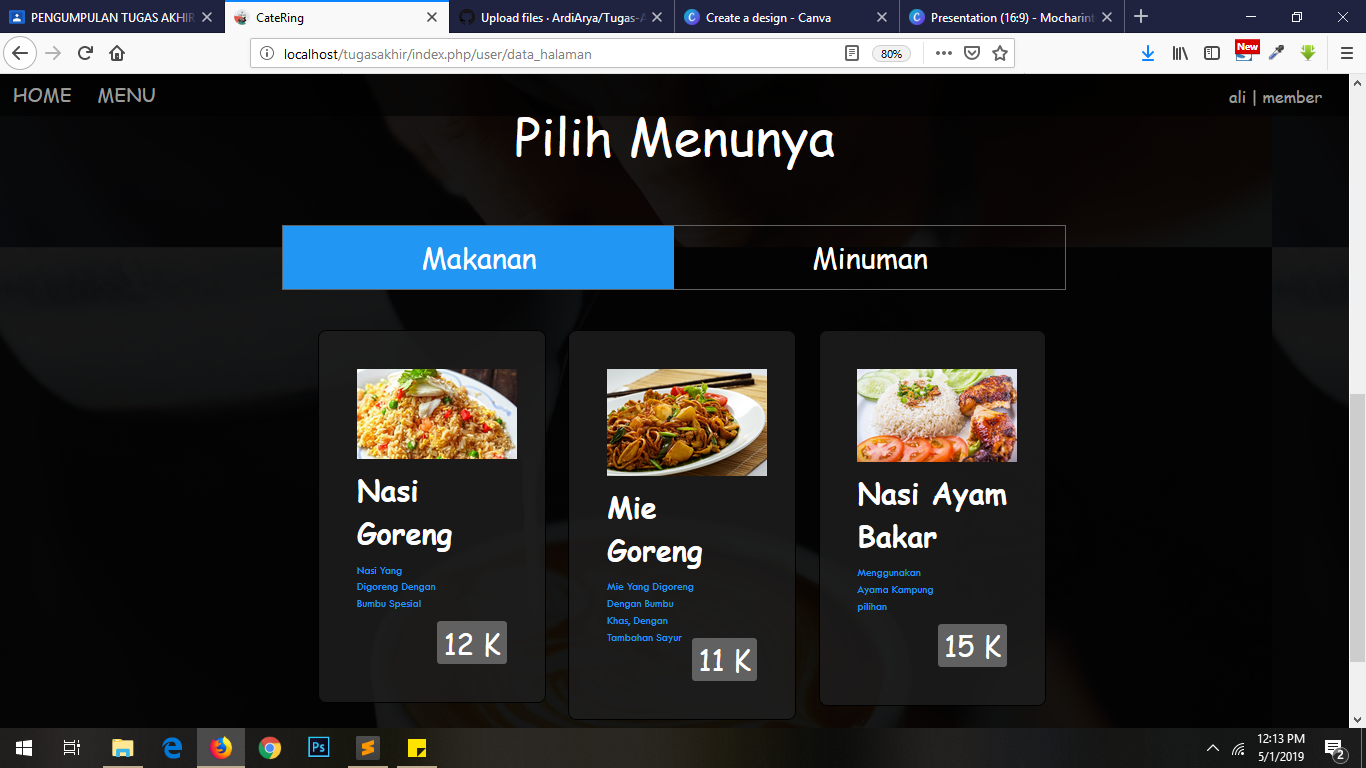 PENGUMPULAN TUGAS AKHIR
CateRing
Upload files · ArdiArya/Tugas-A
Create a design - Canva
Presentation (16:9) - Mocharint
localhost/tugasakhir/index.php/user/data_halaman
80%
New
HOME MENU
ali | member
Pilih Menunya
Makanan
Minuman
Nasi
Goreng
Nasi Yang
Digoreng Dengan
Bumbu Spesial
12 K
Mie
Goreng
Mie Yang Digoreng
Dengan Bumbu
Khas, Dengan
Tambahan Sayur
11 K
Nasi Ayam
Bakar
Menggunakan
Ayama Kampung
pilihan
15 K
Ps
12:13 PM
5/1/2019
2